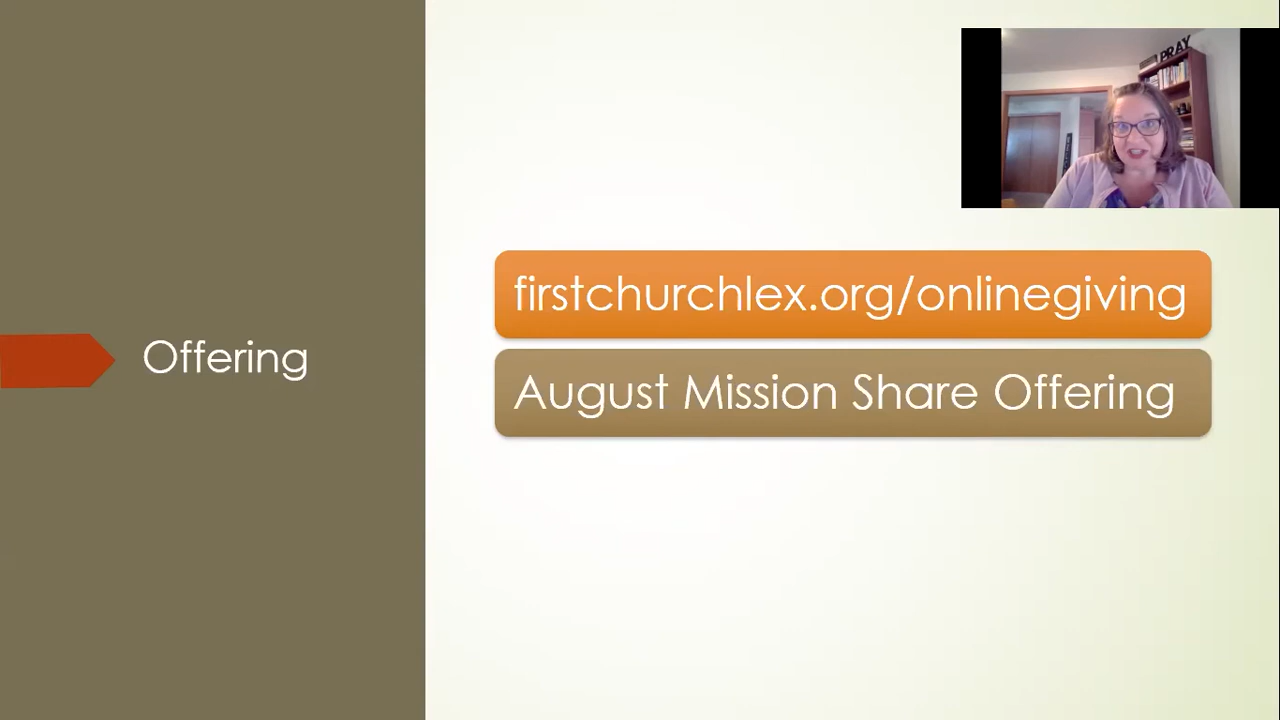 PRAY
firstchurchlex.org/onlinegiving
Offering
August Mission Share Offering